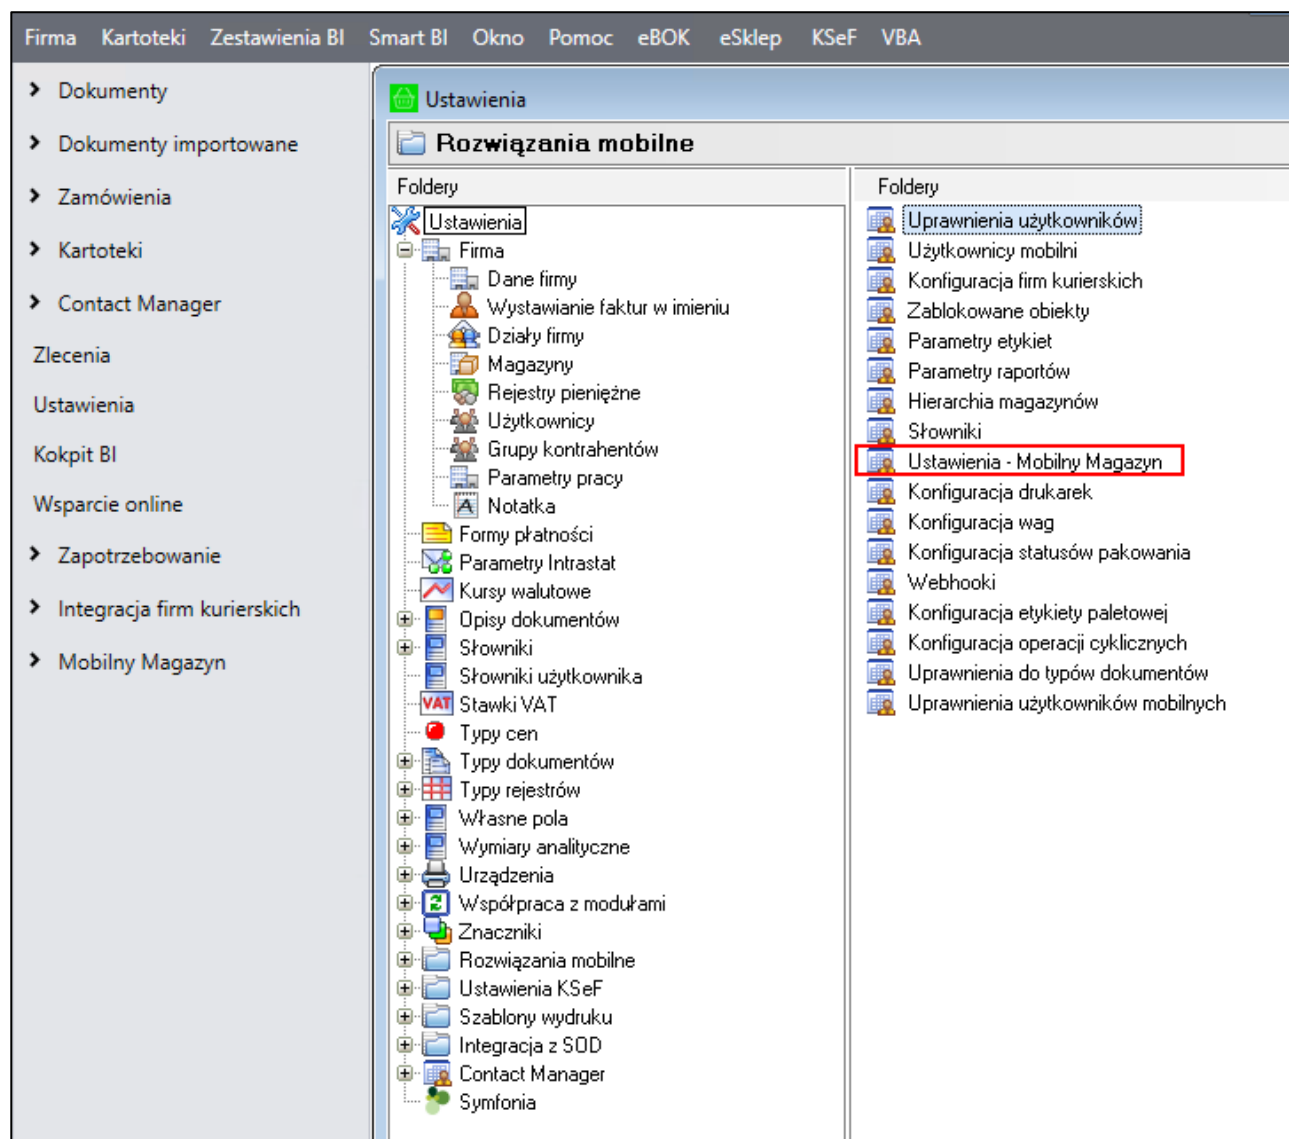 Firma Kartoteki Zestawienia BI Smart BI Okno Pomoc eBOK eSklep KSeF VBA
Dokumenty
Dokumenty importowane
Zamówienia
Kartoteki
Contact Manager
Zlecenia
Ustawienia
Kokpit BI
Wsparcie online
Zapotrzebowanie
Integracja firm kurierskich
Mobilny Magazyn
Ustawienia
Rozwiązania mobilne
Foldery
Ustawienia
Firma
Dane firmy
Wystawianie faktur w imieniu
Działy firmy
Magazyny
Rejestry pieniężne
Użytkownicy
Grupy kontrahentów
Parametry pracy
Notatka
Formy płatności
Parametry Intrastat
Kursy walutowe
Opisy dokumentów
Słowniki
Słowniki użytkownika
VAT Stawki VAT
Typy cen
Typy dokumentów
Typy rejestrów
Własne pola
Wymiary analityczne
Urządzenia
Współpraca z modułami
Znaczniki
Rozwiązania mobilne
Ustawienia KSeF
Szablony wydruku
Integracja z SOD
Contact Manager
Symfonia
Foldery
Uprawnienia użytkowników
Użytkownicy mobilni
Konfiguracja firm kurierskich
Zablokowane obiekty
Parametry etykiet
Parametry raportów
Hierarchia magazynów
Słowniki
Ustawienia - Mobilny Magazyn
Konfiguracja drukarek
Konfiguracja wag
Konfiguracja statusów pakowania
Webhooki
Konfiguracja etykiety paletowej
Konfiguracja operacji cyklicznych
Uprawnienia do typów dokumentów
Uprawnienia użytkowników mobilnych